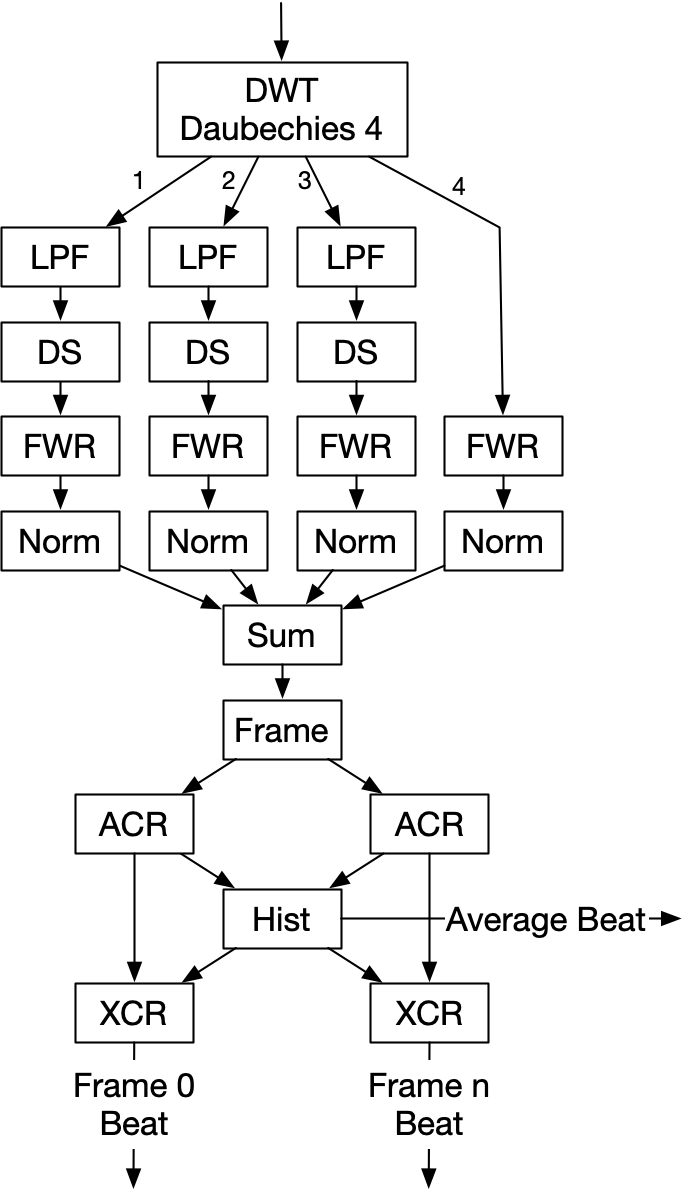 DWT
Daubechies 4
1 2 3 4
LPF LPF LPF
DS DS DS
FWR FWR FWR FWR
Norm Norm Norm Norm
Sum
Frame
ACR ACR
Hist Average Beat
XCR XCR
Frame 0 Frame n
Beat Beat